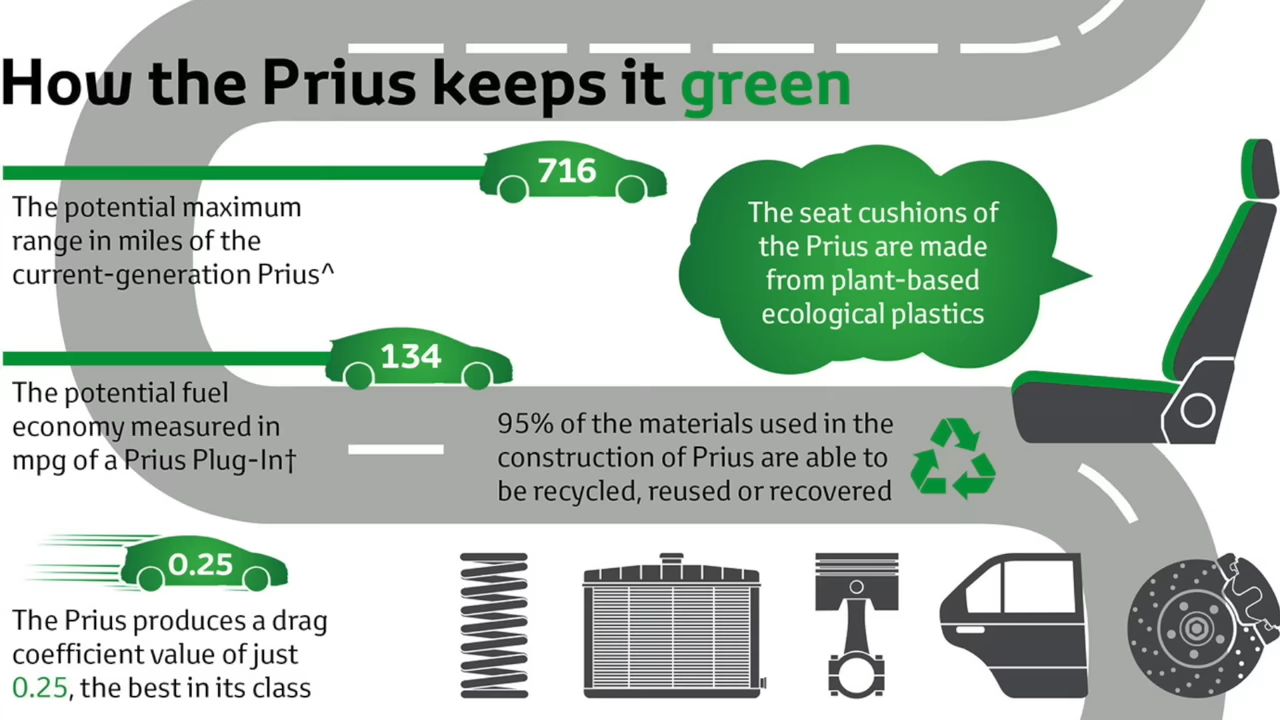 How the Prius keeps it green
716
The potential maximum
range in miles of the
current-generation Prius^
The seat cushions of
the Prius are made
from plant-based
ecological plastics
134
The potential fuel
economy measured in
mpg of a Prius Plug-In†
95% of the materials used in the
construction of Prius are able to
be recycled, reused or recovered
0.25
The Prius produces a drag
coefficient value of just
0.25, the best in its class